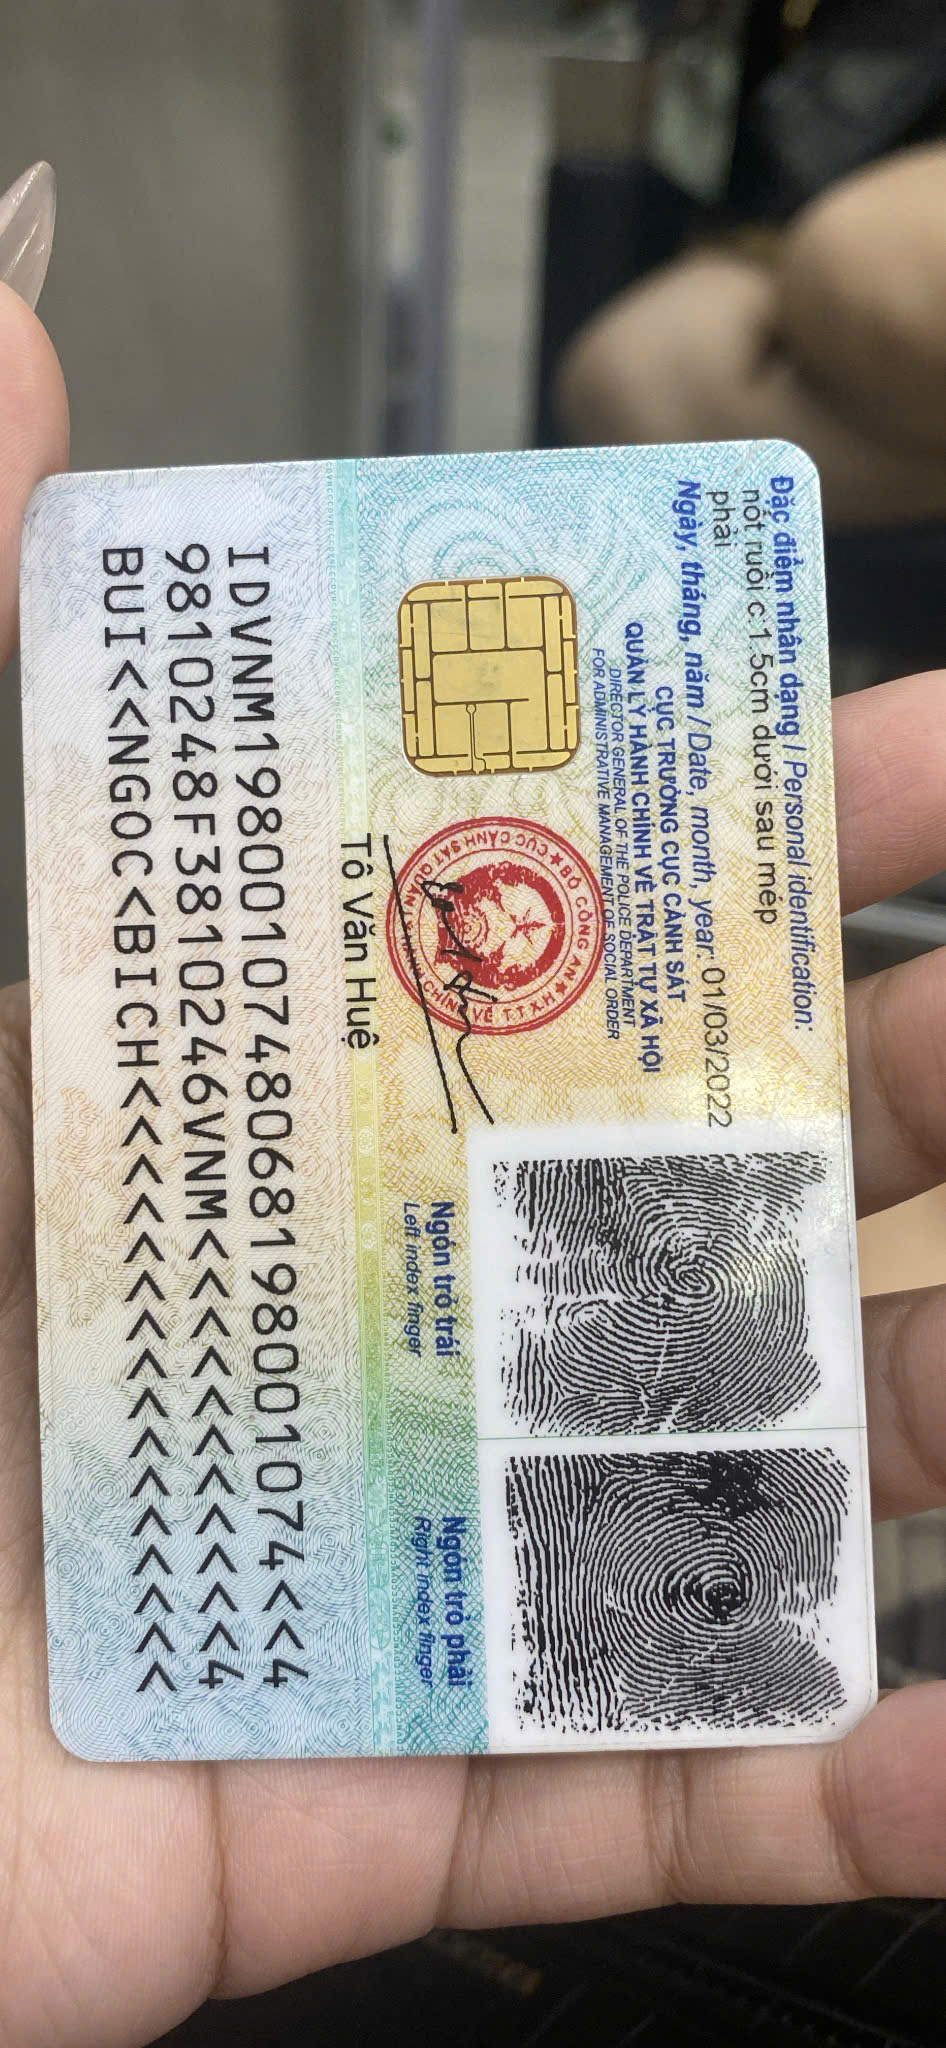 Đặc điểm nhân dạng / Personal identification:
nốt ruồi c:1.5cm dưới sau mép
phải
Ngày, tháng, năm / Date, month, year: 01/03/2022
CỤC TRƯỞNG CỤC CẢNH SÁT
QUẢN LÝ HÀNH CHÍNH VỀ TRẬT TỰ XÃ HỘI
DIRECTOR GENERAL OF THE POLICE DEPARTMENT
FOR ADMINISTRATIVE MANAGEMENT OF SOCIAL ORDER
BỘ CÔNG AN
CỤC CẢNH SÁT QUẢN LÝ HÀNH CHÍNH VỀ T.T.X.H
Tô Văn Huệ
Ngón trỏ trái
Left index finger
Ngón trỏ phải
Right index finger
IDVNM1980010748068198001074<<4
9810248F3810246VNM<<<<<<<<<<<4
BUI<<NGOC<BICH<<<<<<<<<<<<<<<<